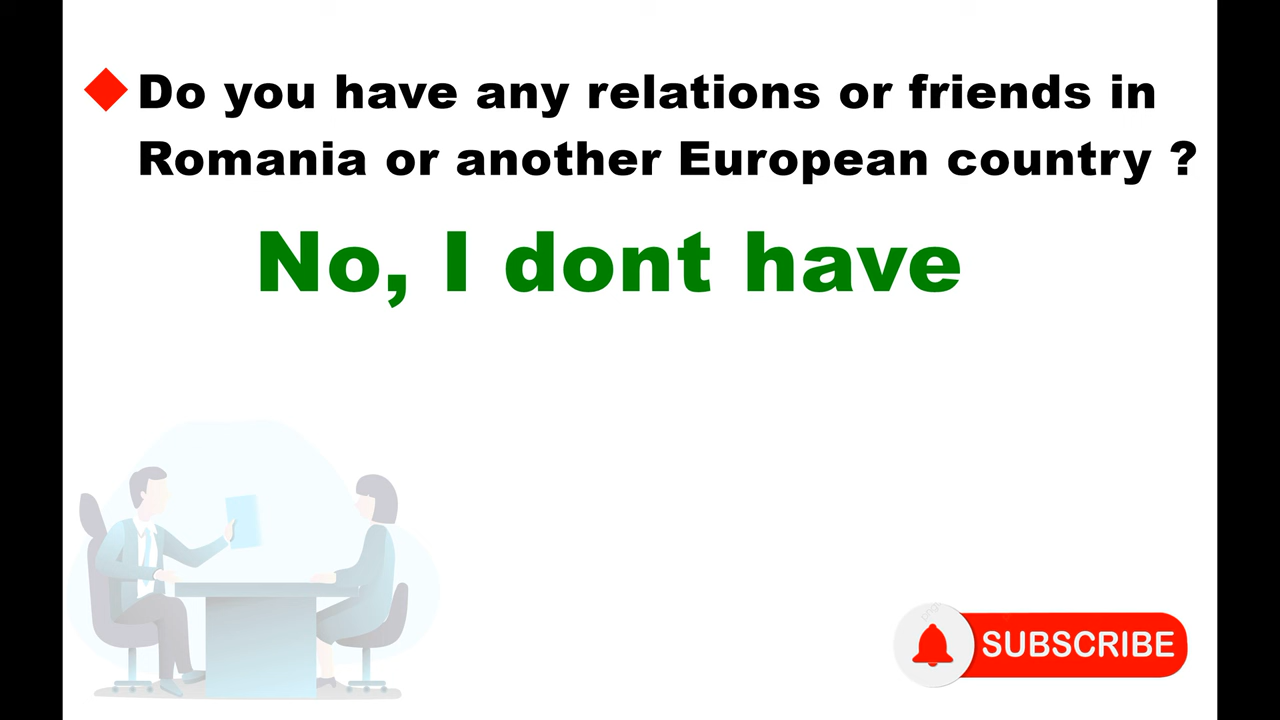 Do you have any relations or friends in
Romania or another European country ?
No, I dont have
SUBSCRIBE